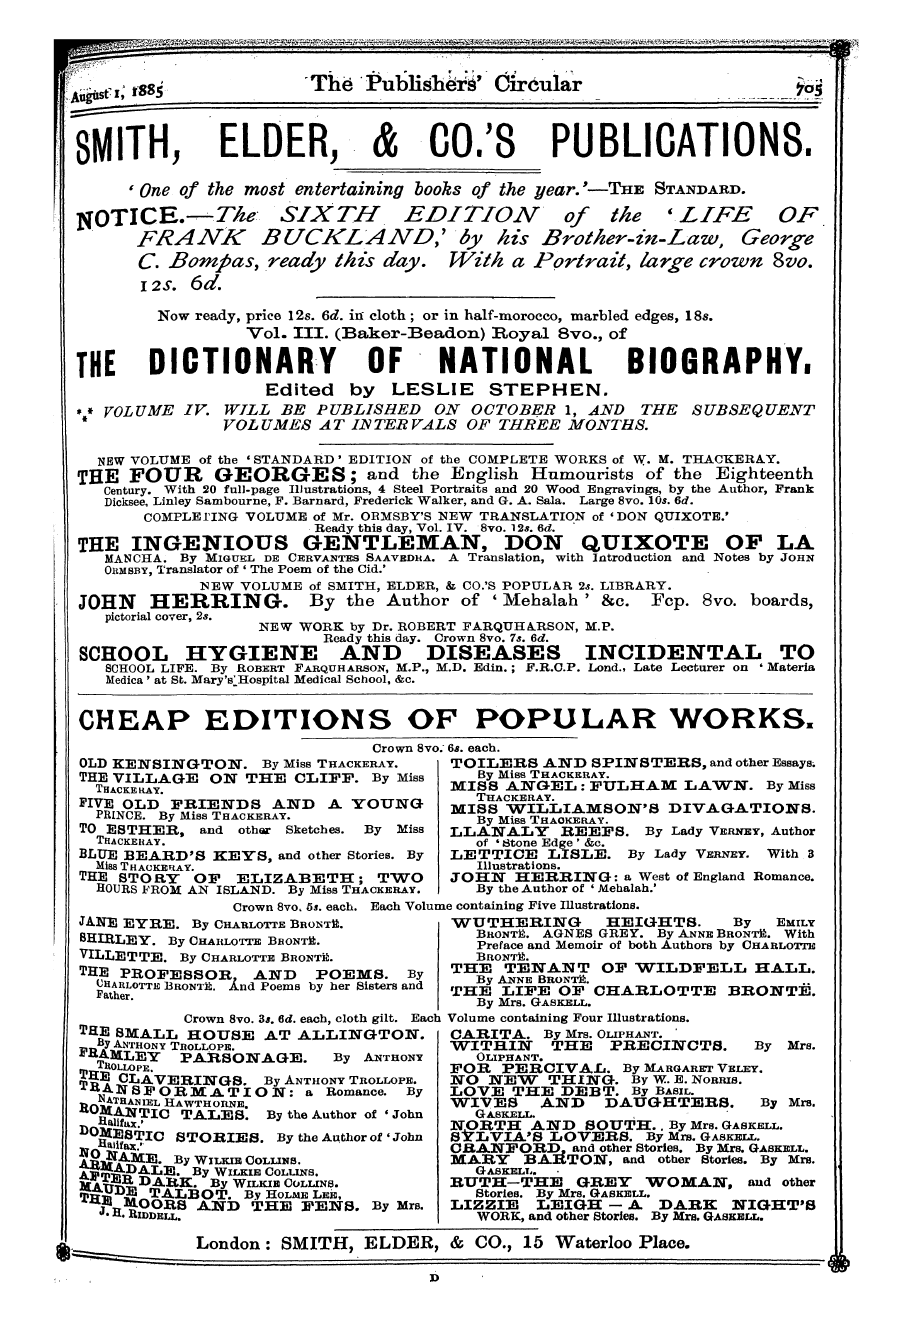 August 1, 1885
The Publishers' Circular
705
SMITH, ELDER, & CO.'S PUBLICATIONS.
'One of the most entertaining books of the year.'—THE STANDARD.
NOTICE.—The SIXTH EDITION of the 'LIFE OF
FRANK BUCKLAND,' by his Brother-in-Law, George
C. Bompas, ready this day. With a Portrait, large crown 8vo.
12s. 6d.
Now ready, price 12s. 6d. in cloth; or in half-morocco, marbled edges, 18s.
Vol. III. (Baker-Beadon) Royal 8vo., of
THE DICTIONARY OF NATIONAL BIOGRAPHY.
Edited by LESLIE STEPHEN.
*** VOLUME IV. WILL BE PUBLISHED ON OCTOBER 1, AND THE SUBSEQUENT
VOLUMES AT INTERVALS OF THREE MONTHS.
NEW VOLUME of the 'STANDARD' EDITION of the COMPLETE WORKS of W. M. THACKERAY.
THE FOUR GEORGES; and the English Humourists of the Eighteenth
Century. With 20 full-page Illustrations, 4 Steel Portraits and 20 Wood Engravings, by the Author, Frank
Dicksee, Linley Sambourne, F. Barnard, Frederick Walker, and G. A. Sala. Large 8vo. 10s. 6d.
COMPLETING VOLUME of Mr. ORMSBY'S NEW TRANSLATION of 'DON QUIXOTE.'
Ready this day, Vol. IV. 8vo. 12s. 6d.
THE INGENIOUS GENTLEMAN, DON QUIXOTE OF LA
MANCHA. By MIGUEL DE CERVANTES SAAVEDRA. A Translation, with Introduction and Notes by JOHN
ORMSBY, Translator of 'The Poem of the Cid.'
NEW VOLUME of SMITH, ELDER, & CO.'S POPULAR 2s. LIBRARY.
JOHN HERRING. By the Author of 'Mehalah' &c. Fcp. 8vo. boards,
pictorial cover, 2s.
NEW WORK by Dr. ROBERT FARQUHARSON, M.P.
Ready this day. Crown 8vo. 7s. 6d.
SCHOOL HYGIENE AND DISEASES INCIDENTAL TO
SCHOOL LIFE. By ROBERT FARQUHARSON, M.P., M.D. Edin.; F.R.C.P. Lond., Late Lecturer on 'Materia
Medica' at St. Mary's Hospital Medical School, &c.
CHEAP EDITIONS OF POPULAR WORKS.
Crown 8vo. 6s. each.
OLD KENSINGTON. By Miss THACKERAY.
THE VILLAGE ON THE CLIFF. By Miss
THACKERAY.
FIVE OLD FRIENDS AND A YOUNG
PRINCE. By Miss THACKERAY.
TO ESTHER, and other Sketches. By Miss
THACKERAY.
BLUE BEARD'S KEYS, and other Stories. By
Miss THACKERAY.
THE STORY OF ELIZABETH; TWO
HOURS FROM AN ISLAND. By Miss THACKERAY.
TOILERS AND SPINSTERS, and other Essays.
By Miss THACKERAY.
MISS ANGEL: FULHAM LAWN. By Miss
THACKERAY.
MISS WILLIAMSON'S DIVAGATIONS.
By Miss THACKERAY.
LLANALY REEFS. By Lady VERNEY, Author
of 'Stone Edge' &c.
LETTICE LISLE. By Lady VERNEY. With 3
Illustrations.
JOHN HERRING: a West of England Romance.
By the Author of 'Mehalah.'
Crown 8vo. 5s. each. Each Volume containing Five Illustrations.
JANE EYRE. By CHARLOTTE BRONTË.
SHIRLEY. By CHARLOTTE BRONTË.
VILLETTE. By CHARLOTTE BRONTË.
THE PROFESSOR, AND POEMS. By
CHARLOTTE BRONTË. And Poems by her Sisters and
Father.
WUTHERING HEIGHTS. By EMILY
BRONTË. AGNES GREY. By ANNE BRONTË. With
Preface and Memoir of both Authors by CHARLOTTE
BRONTË.
THE TENANT OF WILDFELL HALL.
By ANNE BRONTË.
THE LIFE OF CHARLOTTE BRONTË.
By Mrs. GASKELL.
Crown 8vo. 3s. 6d. each, cloth gilt. Each Volume containing Four Illustrations.
THE SMALL HOUSE AT ALLINGTON.
By ANTHONY TROLLOPE.
FRAMLEY PARSONAGE. By ANTHONY
TROLLOPE.
THE CLAVERINGS. By ANTHONY TROLLOPE.
TRANSFORMATION: a Romance. By
NATHANIEL HAWTHORNE.
ROMANTIC TALES. By the Author of 'John
Halifax.'
DOMESTIC STORIES. By the Author of 'John
Halifax.'
NO NAME. By WILKIE COLLINS.
ARMADALE. By WILKIE COLLINS.
AFTER DARK. By WILKIE COLLINS.
MAUDE TALBOT. By HOLME LEE.
THE MOORS AND THE FENS. By Mrs.
J. H. RIDDELL.
CARITA. By Mrs. OLIPHANT.
WITHIN THE PRECINCTS. By Mrs.
OLIPHANT.
FOR PERCIVAL. By MARGARET VELEY.
NO NEW THING. By W. E. NORRIS.
LOVE THE DEBT. By BASIL.
WIVES AND DAUGHTERS. By Mrs.
GASKELL.
NORTH AND SOUTH. By Mrs. GASKELL.
SYLVIA'S LOVERS. By Mrs. GASKELL.
CRANFORD, and other Stories. By Mrs. GASKELL.
MARY BARTON, and other Stories. By Mrs.
GASKELL.
RUTH—THE GREY WOMAN, and other
Stories. By Mrs. GASKELL.
LIZZIE LEIGH—A DARK NIGHT'S
WORK, and other Stories. By Mrs. GASKELL.
London: SMITH, ELDER, & CO., 15 Waterloo Place.
D